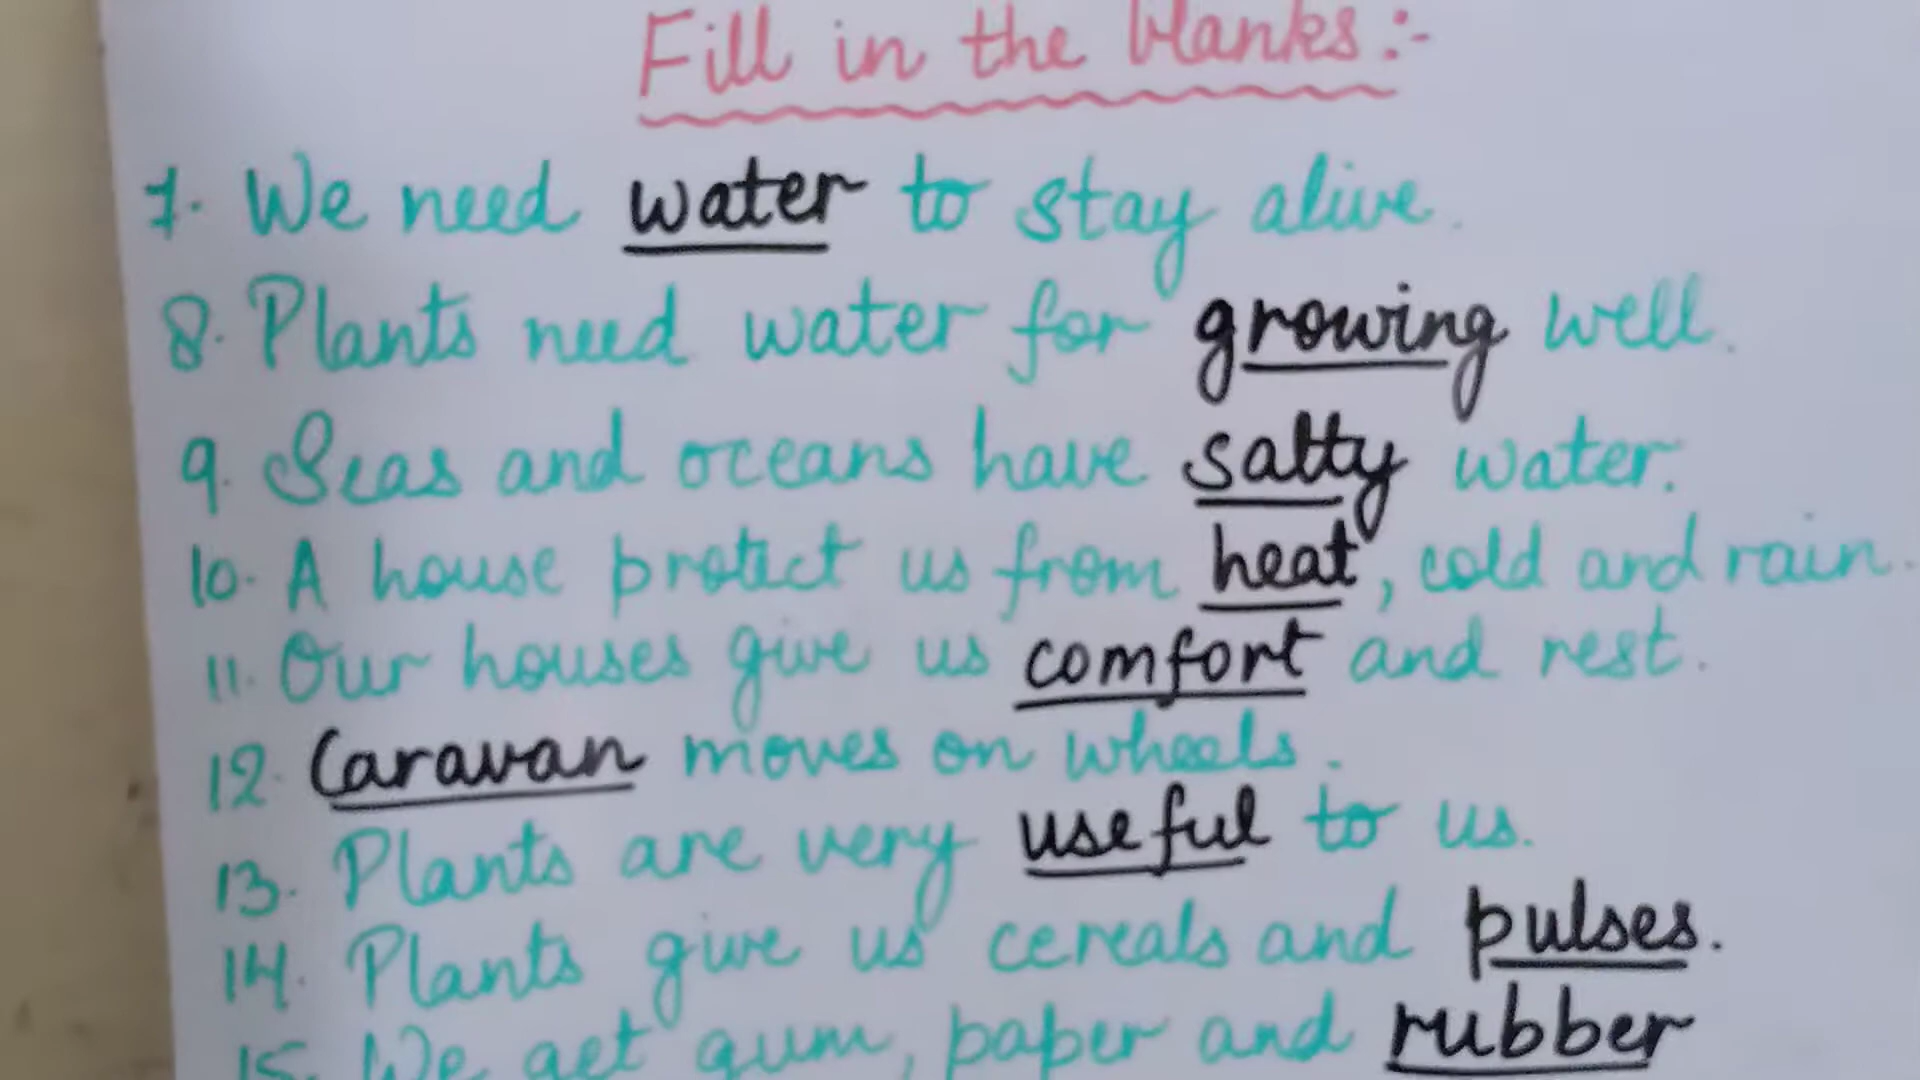 Fill in the blanks:-
7. We need water to stay alive.
8. Plants need water for growing well.
9. Seas and oceans have salty water.
10. A house protect us from heat, cold and rain.
11. Our houses give us comfort and rest.
12. Caravan moves on wheels.
13. Plants are very useful to us.
14. Plants give us cereals and pulses.
15. We get gum, paper and rubber